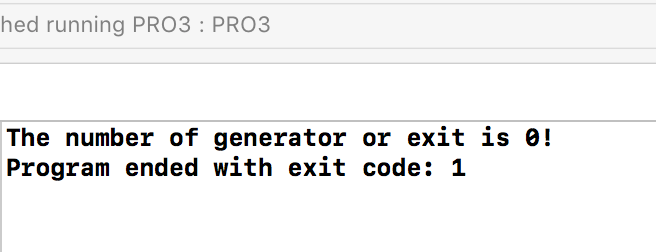 hed running PRO3 : PRO3
The number of generator or exit is 0!
Program ended with exit code: 1